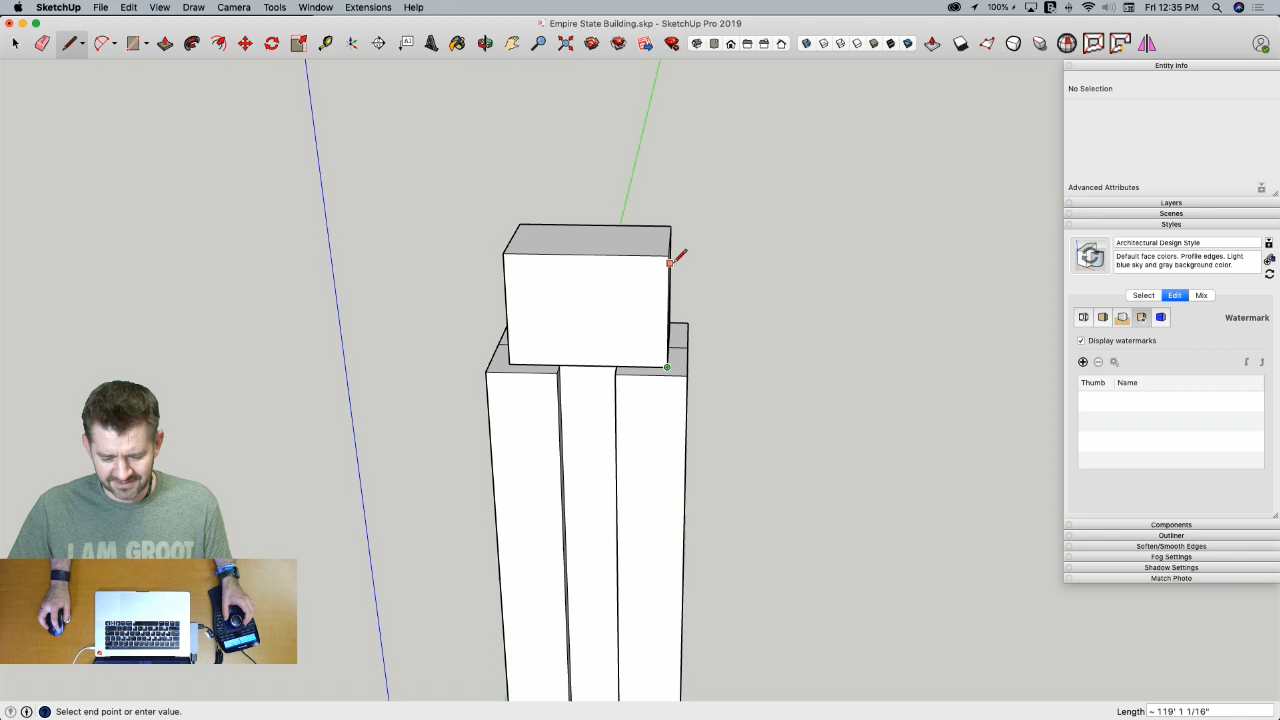 SketchUp File Edit View Draw Camera Tools Window Extensions Help 100% Fri 12:35 PM
Empire State Building.skp - SketchUp Pro 2019
Entity Info
No Selection
Advanced Attributes
Layers
Scenes
Styles
Architectural Design Style
Default face colors. Profile edges. Light
blue sky and gray background color.
Select Edit Mix
Watermark
Display watermarks
Thumb Name
Components
Outliner
Soften/Smooth Edges
Fog Settings
Shadow Settings
Match Photo
I AM GROOT
Select end point or enter value.
Length ~ 119' 1 1/16"